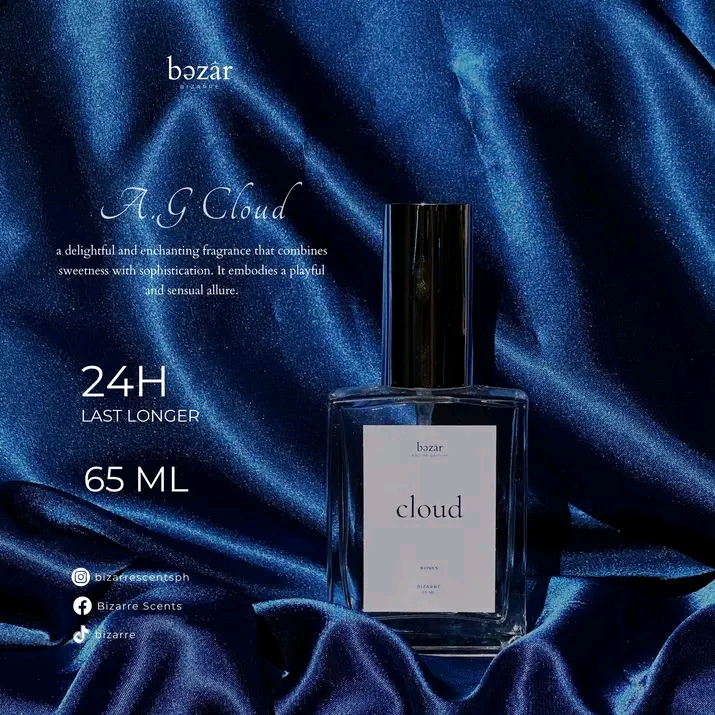 bəzâr
BIZARRE
A.G Cloud
a delightful and enchanting fragrance that combines
sweetness with sophistication. It embodies a playful
and sensual allure.
24H
LAST LONGER
65 ML
bizarrescentsph
Bizarre Scents
bizarre
bəzâr
cloud
BIZARRE